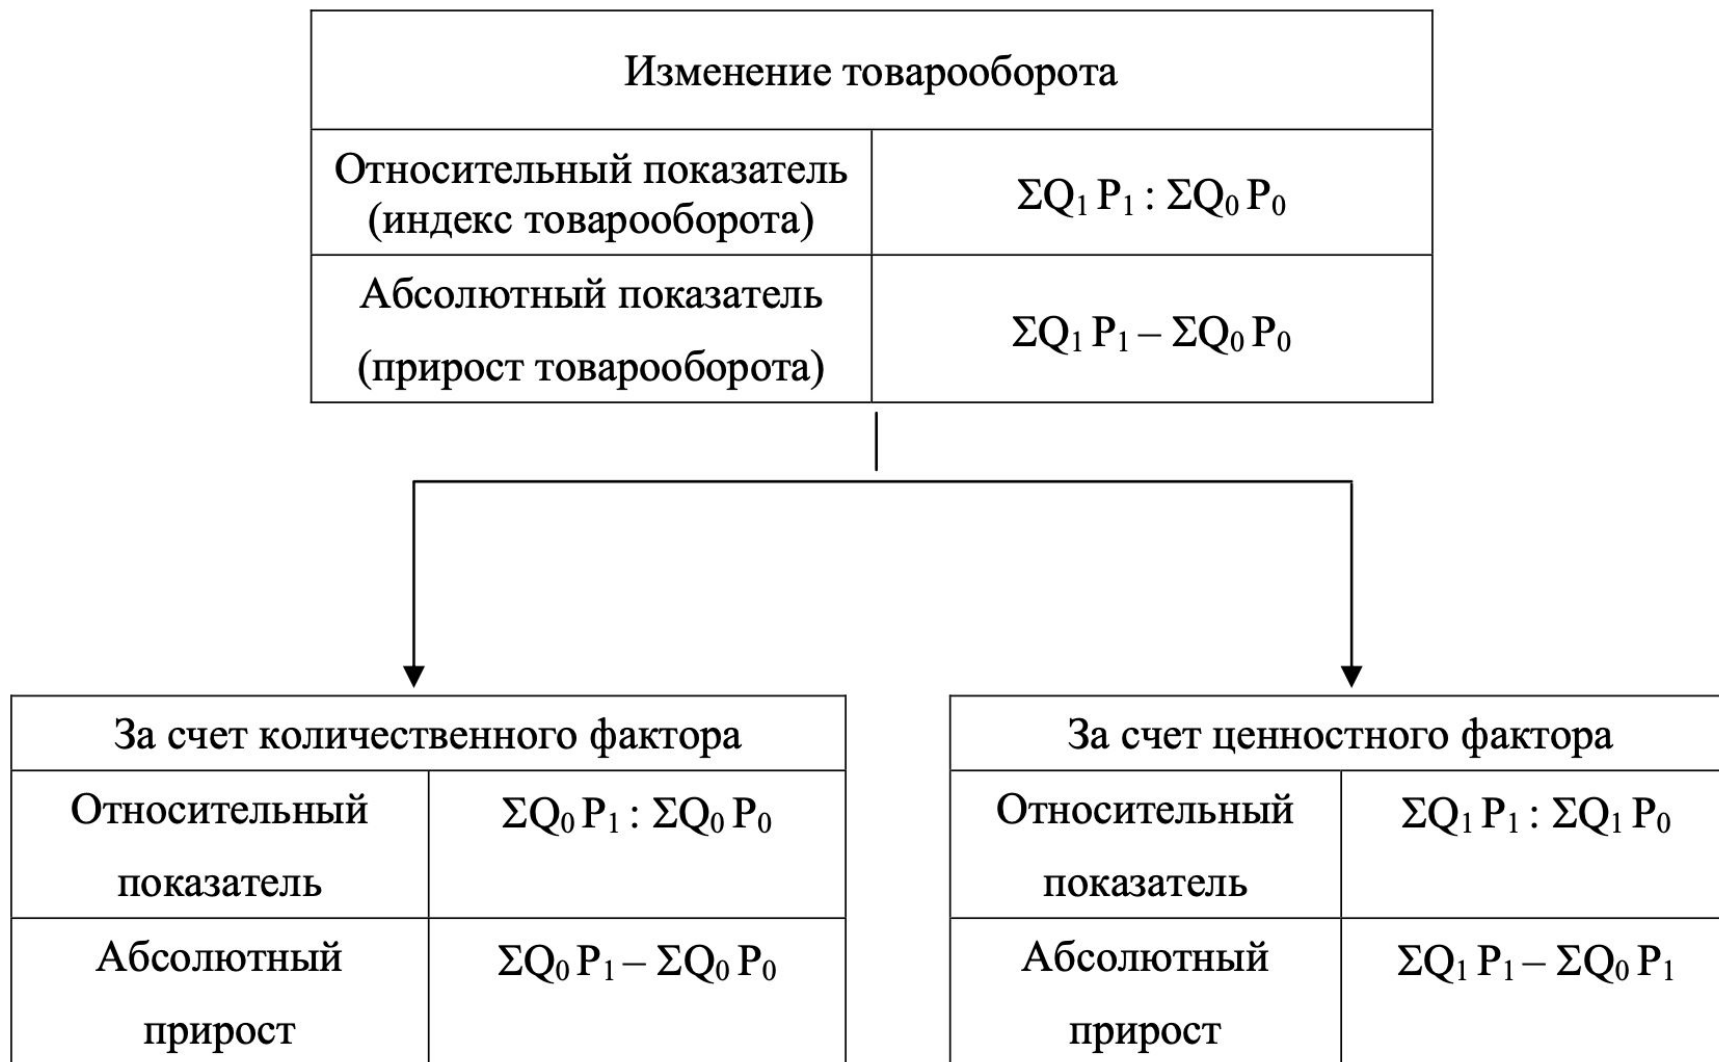 Изменение товарооборота
Относительный показатель
(индекс товарооборота)
ΣQ₁ P₁ : ΣQ₀ P₀
Абсолютный показатель
(прирост товарооборота)
ΣQ₁ P₁ – ΣQ₀ P₀
За счет количественного фактора
Относительный
показатель
ΣQ₀ P₁ : ΣQ₀ P₀
Абсолютный
прирост
ΣQ₀ P₁ – ΣQ₀ P₀
За счет ценностного фактора
Относительный
показатель
ΣQ₁ P₁ : ΣQ₁ P₀
Абсолютный
прирост
ΣQ₁ P₁ – ΣQ₀ P₁